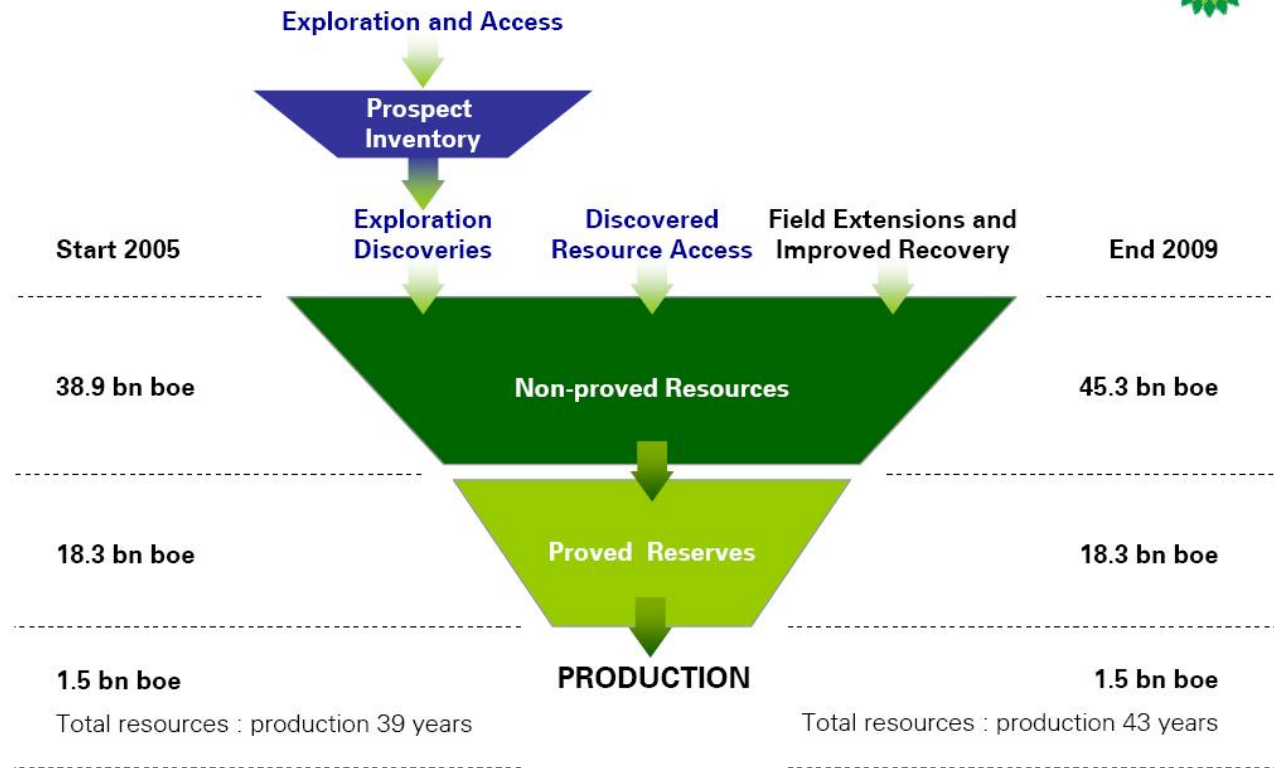 Exploration and Access
Prospect
Inventory
Start 2005
Exploration
Discoveries
Discovered
Resource Access
Field Extensions and
Improved Recovery
End 2009
38.9 bn boe
Non-proved Resources
45.3 bn boe
18.3 bn boe
Proved Reserves
18.3 bn boe
1.5 bn boe
PRODUCTION
1.5 bn boe
Total resources : production 39 years
Total resources : production 43 years